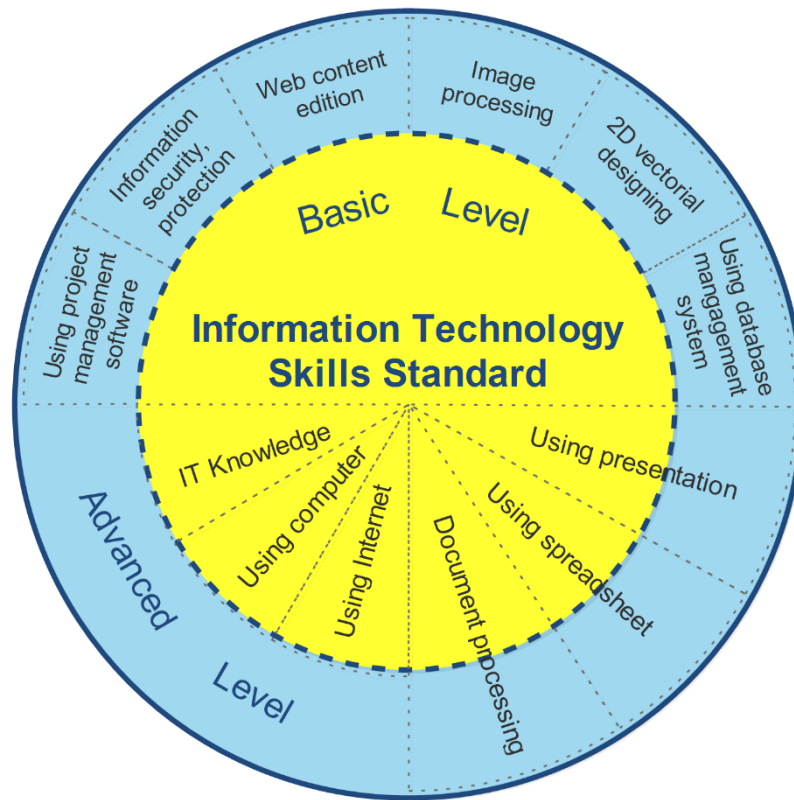 Web content
edition
Image
processing
Information
security,
protection
2D vectorial
designing
Using project
management
software
Using database
mangagement
system
Basic Level
Information Technology
Skills Standard
IT Knowledge
Using computer
Using Internet
Document processing
Using spreadsheet
Using presentation
Advanced
Level